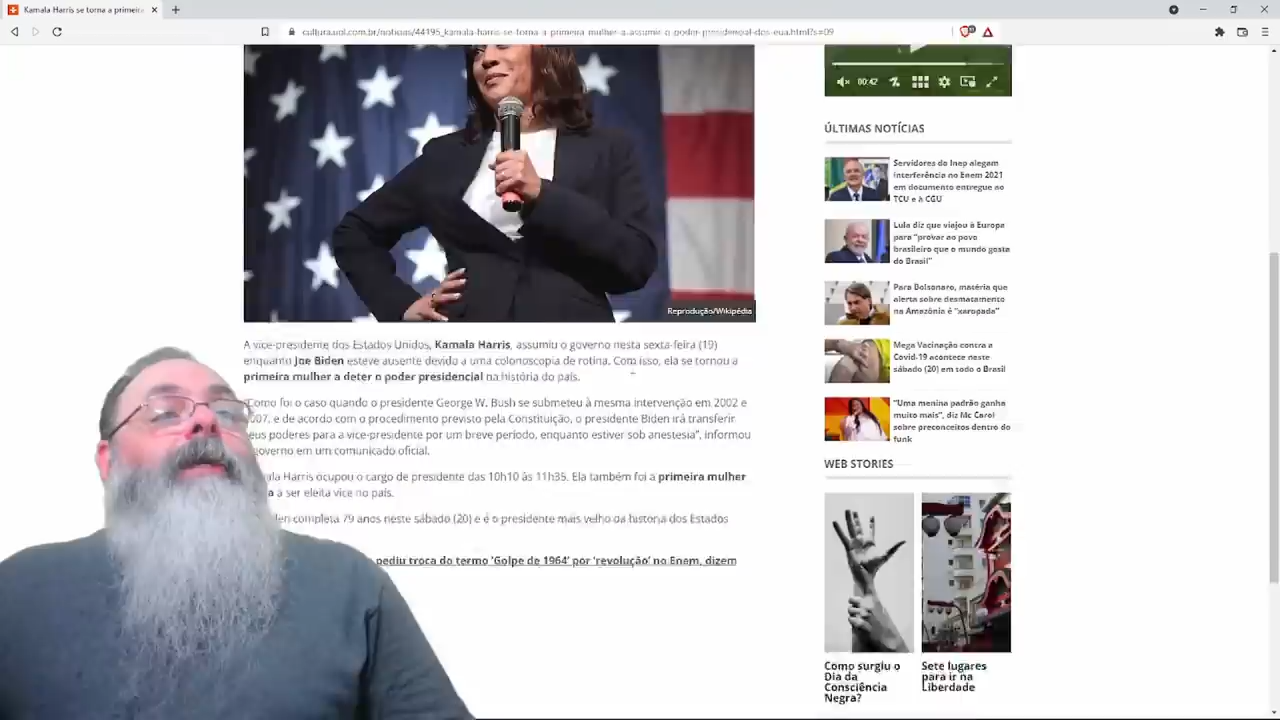 Kamala Harris se torna a primeira
cultura.uol.com.br/noticias/44195_kamala-harris-se-torna-a-primeira-mulher-a-assumir-o-poder-presidencial-dos-eua.html?s=09
00:42
ÚLTIMAS NOTÍCIAS
Servidores do Inep alegam
interferência no Enem 2021
em documento entregue ao
TCU e à CGU
Lula diz que viajou à Europa
para “provar ao povo
brasileiro que o mundo gosta
do Brasil”
Para Bolsonaro, matéria que
alerta sobre desmatamento
na Amazônia é “xaropada”
Mega Vacinação contra a
Covid-19 acontece neste
sábado (20) em todo o Brasil
“Uma menina padrão ganha
muito mais”, diz Mc Carol
sobre preconceitos dentro do
funk
WEB STORIES
Como surgiu o
Dia da
Consciência
Negra?
Sete lugares
para ir na
Liberdade
Reprodução/Wikipédia
A vice-presidente dos Estados Unidos, Kamala Harris, assumiu o governo nesta sexta-feira (19)
enquanto Joe Biden esteve ausente devido a uma colonoscopia de rotina. Com isso, ela se tornou a
primeira mulher a deter o poder presidencial na história do país.
Como foi o caso quando o presidente George W. Bush se submeteu à mesma intervenção em 2002 e
2007, e de acordo com o procedimento previsto pela Constituição, o presidente Biden irá transferir
seus poderes para a vice-presidente por um breve período, enquanto estiver sob anestesia”, informou
governo em um comunicado oficial.
Harris ocupou o cargo de presidente das 10h10 às 11h35. Ela também foi a primeira mulher
a ser eleita vice no país.
completa 79 anos neste sábado (20) e é o presidente mais velho da história dos Estados
pediu troca do termo ‘Golpe de 1964’ por ‘revolução’ no Enem, dizem